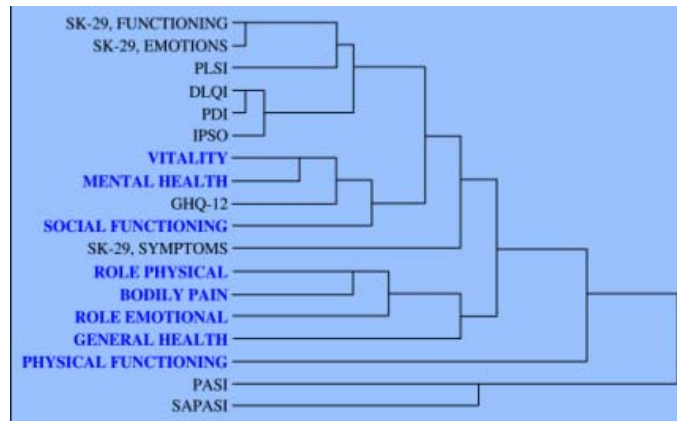 SK-29, FUNCTIONING
SK-29, EMOTIONS
PLSI
DLQI
PDI
IPSO
VITALITY
MENTAL HEALTH
GHQ-12
SOCIAL FUNCTIONING
SK-29, SYMPTOMS
ROLE PHYSICAL
BODILY PAIN
ROLE EMOTIONAL
GENERAL HEALTH
PHYSICAL FUNCTIONING
PASI
SAPASI